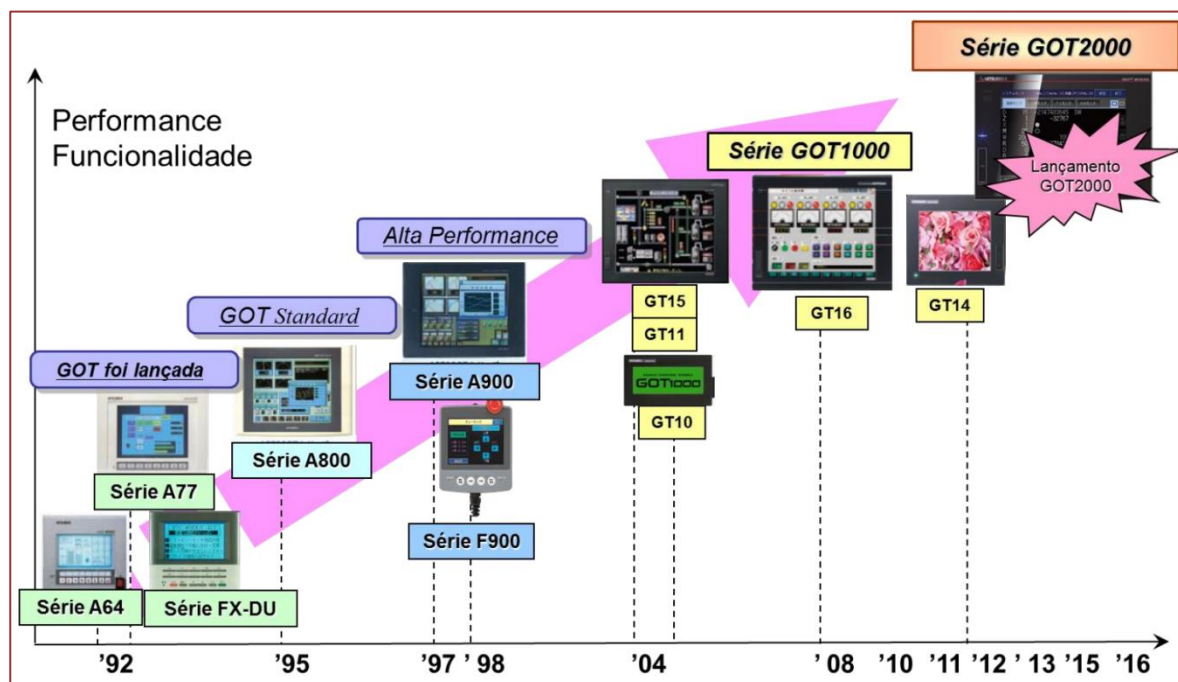 Performance
Funcionalidade
Série GOT2000
Lançamento
GOT2000
Série GOT1000
Alta Performance
GOT Standard
GOT foi lançada
GT15
GT11
GT16
GT14
GOT1000
GT10
Série A900
Série A800
Série A77
Série F900
Série A64
Série FX-DU
'92
'95
'97
' 98
'04
' 08
'10
'11
'12
' 13
'15
'16